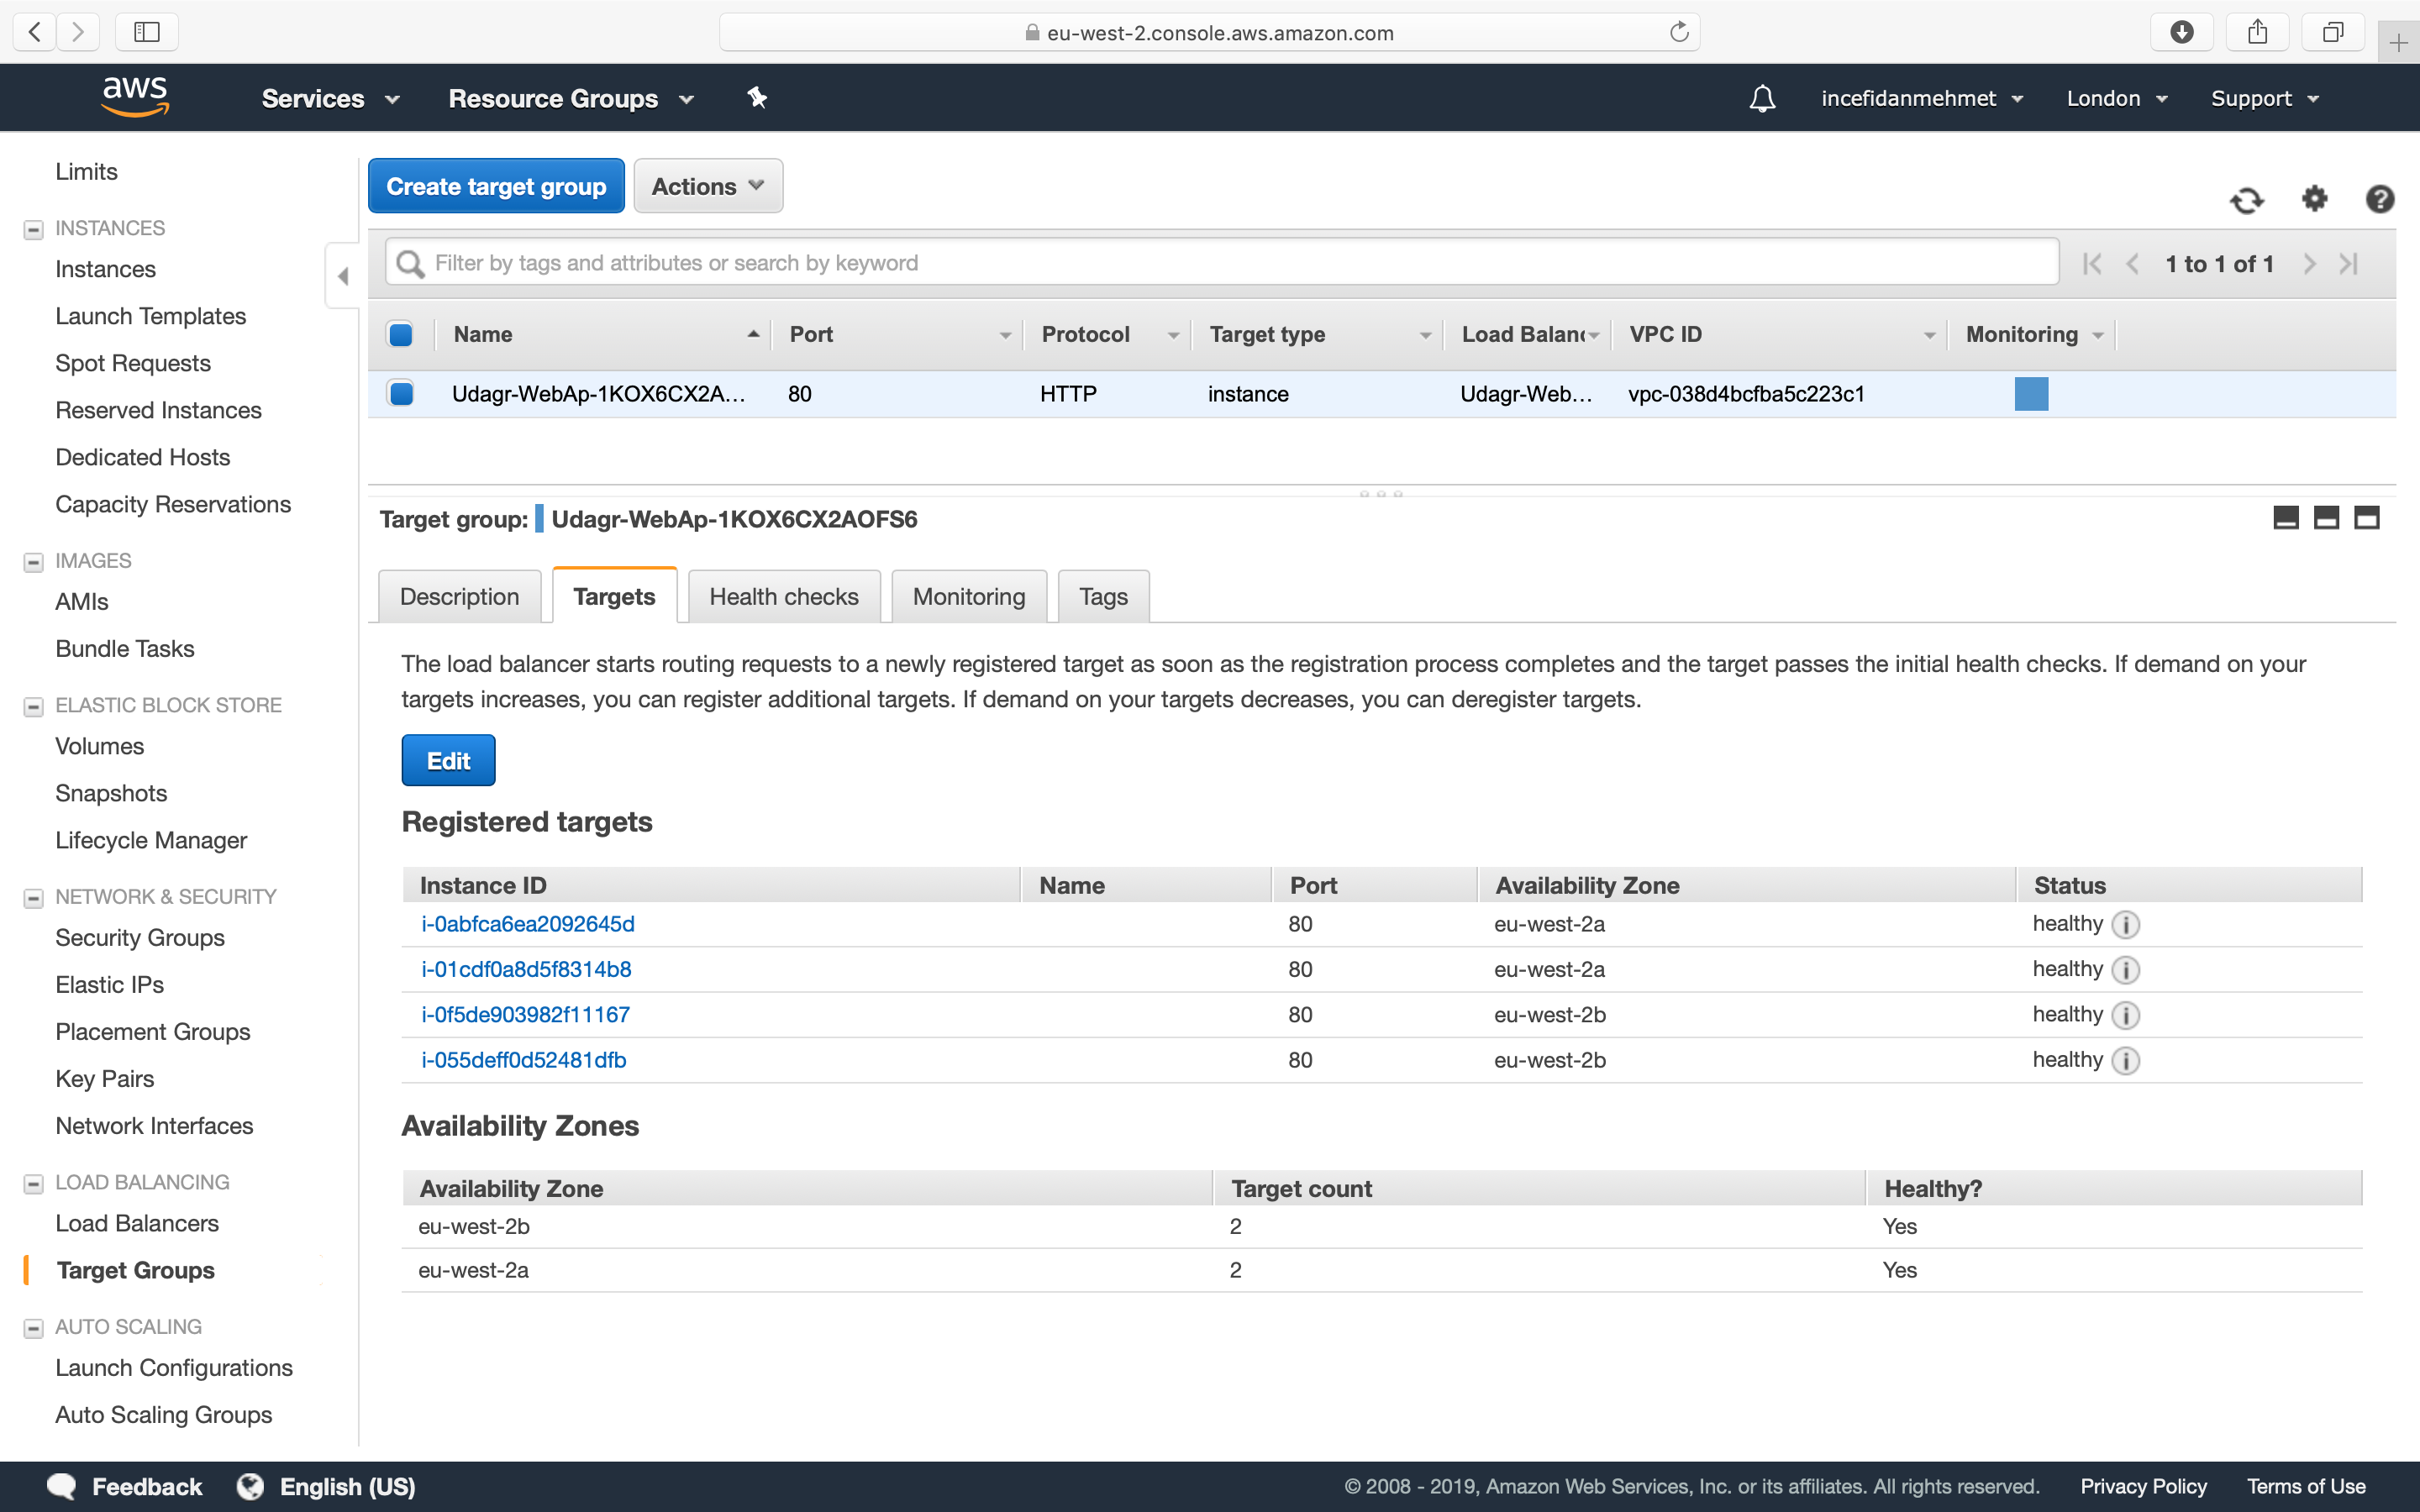 eu-west-2.console.aws.amazon.com
aws Services Resource Groups incefidanmehmet London Support
Limits
INSTANCES
Instances
Launch Templates
Spot Requests
Reserved Instances
Dedicated Hosts
Capacity Reservations
IMAGES
AMIs
Bundle Tasks
ELASTIC BLOCK STORE
Volumes
Snapshots
Lifecycle Manager
NETWORK & SECURITY
Security Groups
Elastic IPs
Placement Groups
Key Pairs
Network Interfaces
LOAD BALANCING
Load Balancers
Target Groups
AUTO SCALING
Launch Configurations
Auto Scaling Groups
Create target group Actions
Filter by tags and attributes or search by keyword 1 to 1 of 1
Name Port Protocol Target type Load Balanc VPC ID Monitoring
Udagr-WebAp-1KOX6CX2A... 80 HTTP instance Udagr-Web... vpc-038d4bcfba5c223c1
Target group: Udagr-WebAp-1KOX6CX2AOFS6
Description Targets Health checks Monitoring Tags
The load balancer starts routing requests to a newly registered target as soon as the registration process completes and the target passes the initial health checks. If demand on your
targets increases, you can register additional targets. If demand on your targets decreases, you can deregister targets.
Edit
Registered targets
Instance ID Name Port Availability Zone Status
i-0abfca6ea2092645d 80 eu-west-2a healthy
i-01cdf0a8d5f8314b8 80 eu-west-2a healthy
i-0f5de903982f11167 80 eu-west-2b healthy
i-055deff0d52481dfb 80 eu-west-2b healthy
Availability Zones
Availability Zone Target count Healthy?
eu-west-2b 2 Yes
eu-west-2a 2 Yes
Feedback English (US) © 2008 - 2019, Amazon Web Services, Inc. or its affiliates. All rights reserved. Privacy Policy Terms of Use